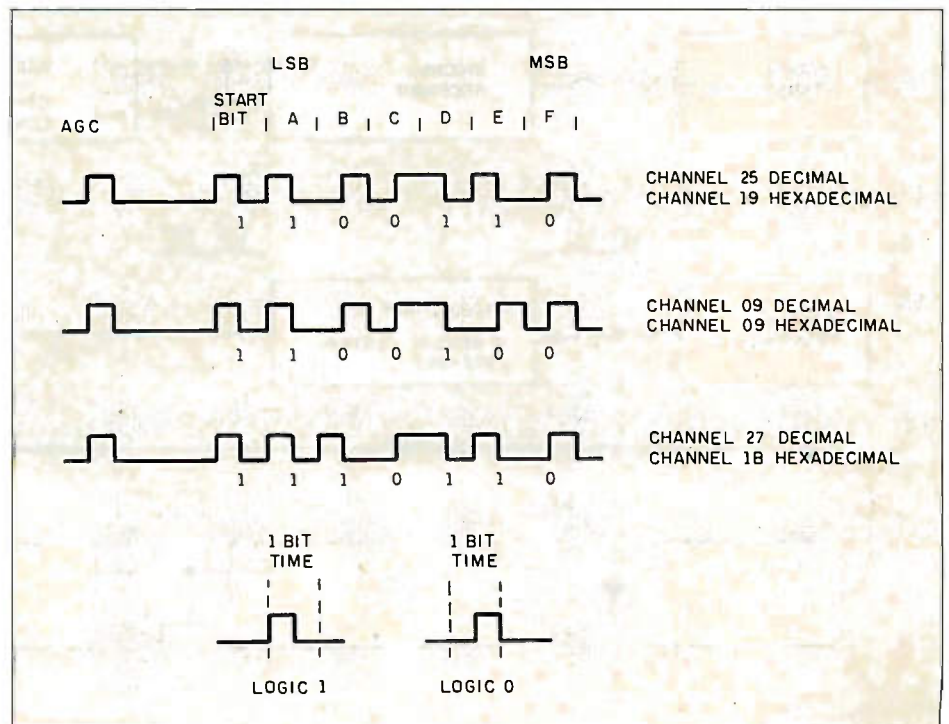 LSB MSB
START
BIT | A | B | C | D | E | F |
AGC
CHANNEL 25 DECIMAL
CHANNEL 19 HEXADECIMAL
1 1 0 0 1 1 0
CHANNEL 09 DECIMAL
CHANNEL 09 HEXADECIMAL
1 1 0 0 1 0 0
CHANNEL 27 DECIMAL
CHANNEL 1B HEXADECIMAL
1 1 1 0 1 1 0
1 BIT 1 BIT
TIME TIME
LOGIC 1 LOGIC 0